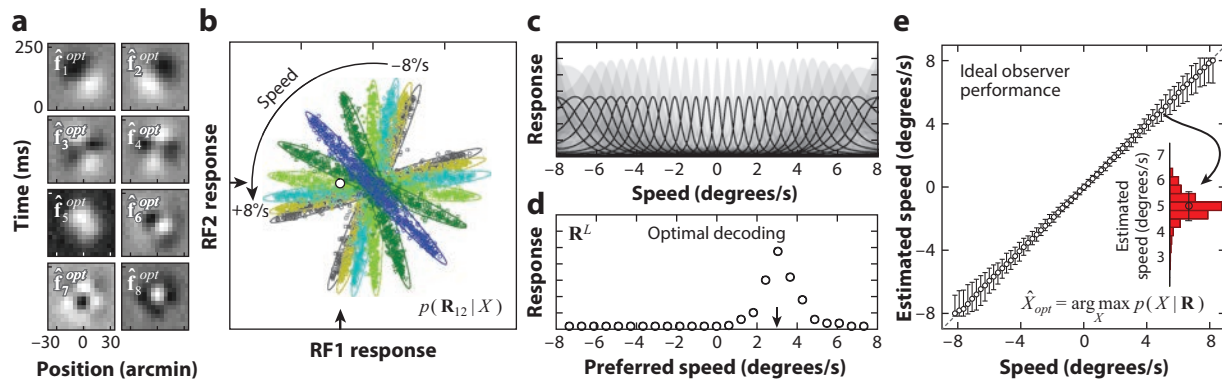 a
250
0
Time (ms)
f̂₁ᵒᵖᵗ
f̂₂ᵒᵖᵗ
f̂₃ᵒᵖᵗ
f̂₄ᵒᵖᵗ
f̂₅ᵒᵖᵗ
f̂₆ᵒᵖᵗ
f̂₇ᵒᵖᵗ
f̂₈ᵒᵖᵗ
−30 0 30
Position (arcmin)
b
−8°/s
Speed
+8°/s
RF2 response
p(R₁₂ | X)
RF1 response
c
Response
−8 −6 −4 −2 0 2 4 6 8
Speed (degrees/s)
d
Rᴸ
Optimal decoding
Response
−8 −6 −4 −2 0 2 4 6 8
Preferred speed (degrees/s)
e
Ideal observer
performance
Estimated speed (degrees/s)
8
4
0
−4
−8
Estimated
speed (degrees/s)
7
6
5
4
3
X̂ₒₚₜ = arg max p(X | R)
X
−8 −4 0 4 8
Speed (degrees/s)